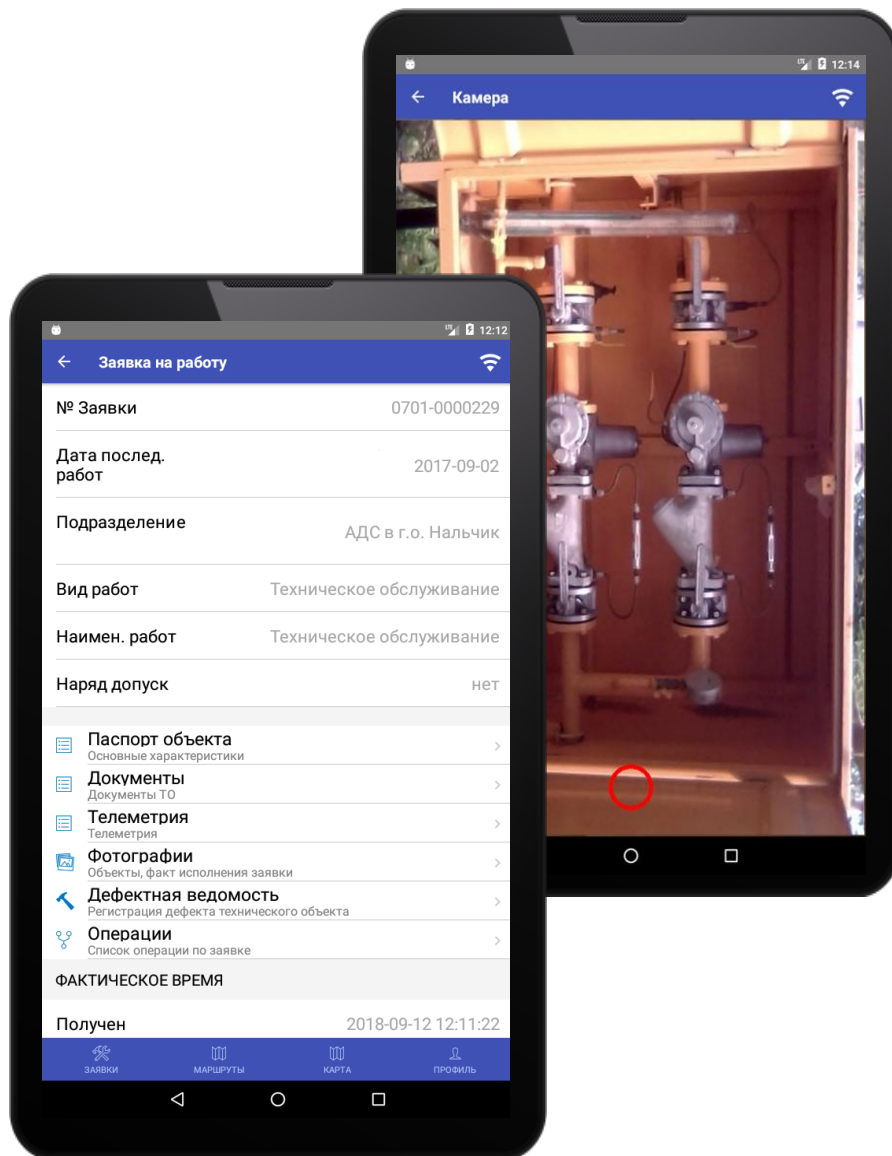 12:14
Камера
12:12
Заявка на работу
№ Заявки
0701-0000229
Дата послед.
работ
2017-09-02
Подразделение
АДС в г.о. Нальчик
Вид работ
Техническое обслуживание
Наимен. работ
Техническое обслуживание
Наряд допуск
нет
Паспорт объекта
Основные характеристики
Документы
Документы ТО
Телеметрия
Телеметрия
Фотографии
Объекты, факт исполнения заявки
Дефектная ведомость
Регистрация дефекта технического объекта
Операции
Список операции по заявке
ФАКТИЧЕСКОЕ ВРЕМЯ
Получен
2018-09-12 12:11:22
ЗАЯВКИ
МАРШРУТЫ
КАРТА
ПРОФИЛЬ